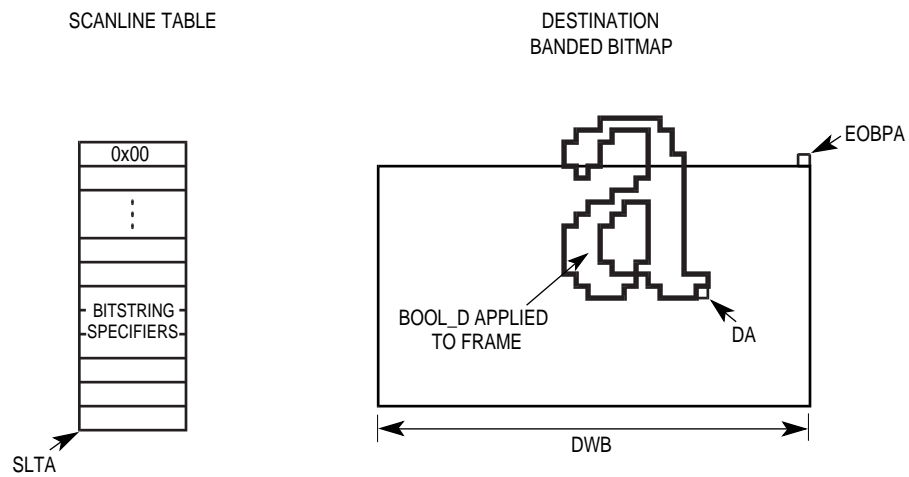 SCANLINE TABLE
DESTINATION
BANDED BITMAP
0x00
EOBPA
BITSTRING
SPECIFIERS
BOOL_D APPLIED
TO FRAME
DA
DWB
SLTA